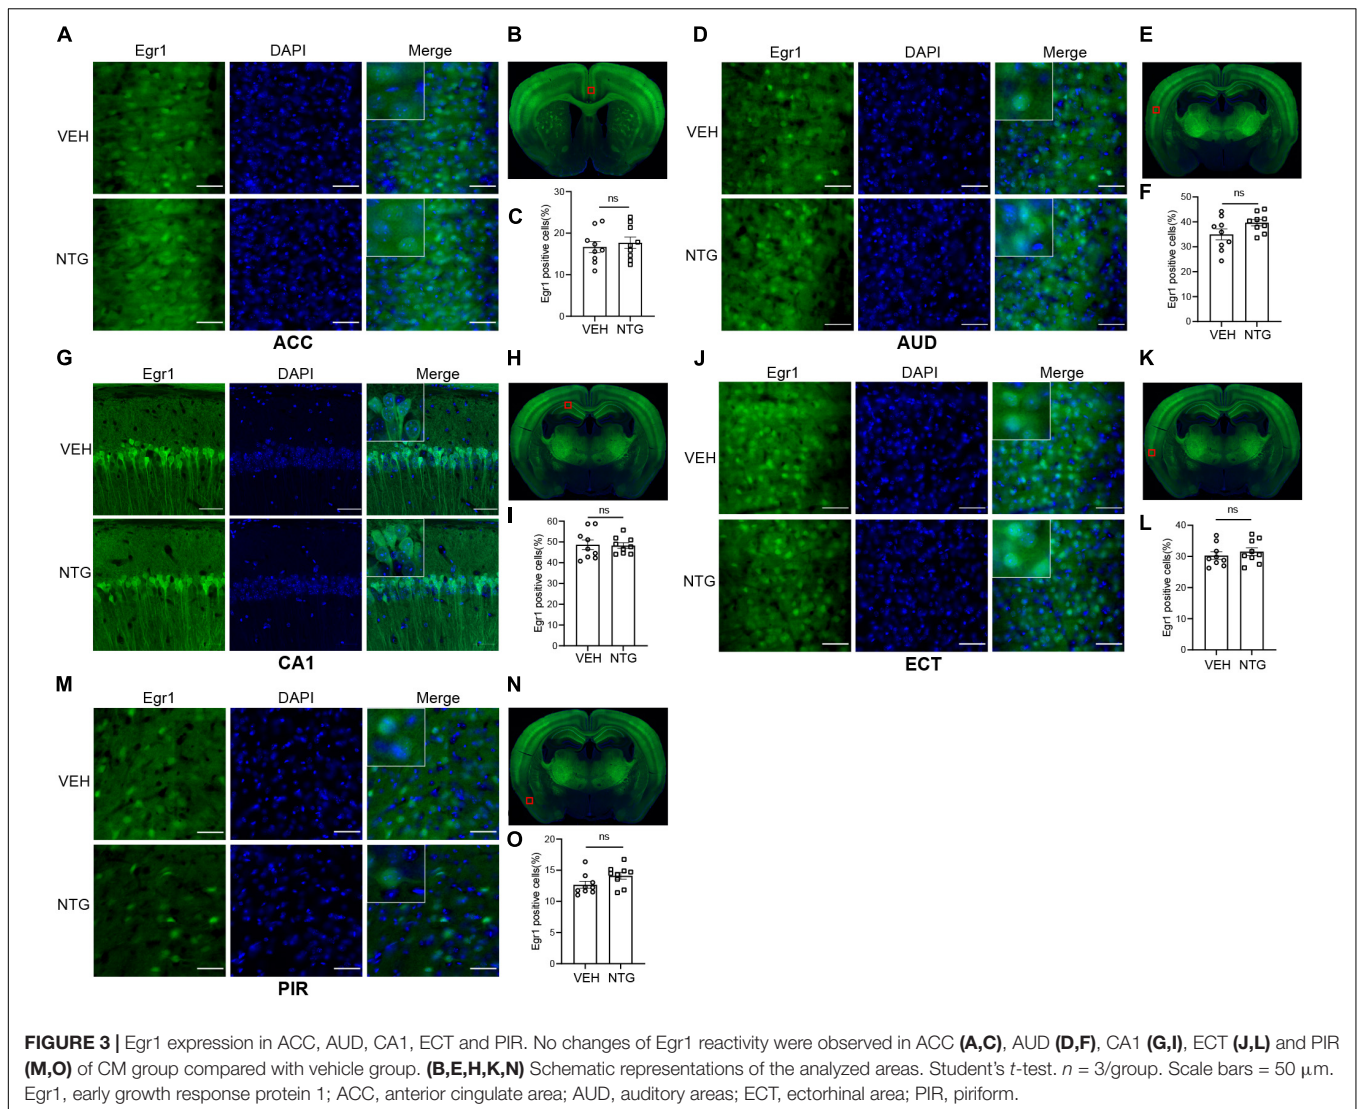 A
Egr1 DAPI Merge
VEH
NTG
ACC
B
C
Egr1 positive cells(%)
30
20
10
0
ns
VEH NTG
D
Egr1 DAPI Merge
VEH
NTG
AUD
E
F
Egr1 positive cells(%)
50
40
30
20
10
0
ns
VEH NTG
G
Egr1 DAPI Merge
VEH
NTG
CA1
H
I
Egr1 positive cells(%)
60
50
40
30
20
10
0
ns
VEH NTG
J
Egr1 DAPI Merge
VEH
NTG
ECT
K
L
Egr1 positive cells(%)
40
30
20
10
0
ns
VEH NTG
M
Egr1 DAPI Merge
VEH
NTG
PIR
N
O
Egr1 positive cells(%)
20
15
10
5
0
ns
VEH NTG
FIGURE 3 | Egr1 expression in ACC, AUD, CA1, ECT and PIR. No changes of Egr1 reactivity were observed in ACC (A,C), AUD (D,F), CA1 (G,I), ECT (J,L) and PIR
(M,O) of CM group compared with vehicle group. (B,E,H,K,N) Schematic representations of the analyzed areas. Student's t-test. n = 3/group. Scale bars = 50 μm.
Egr1, early growth response protein 1; ACC, anterior cingulate area; AUD, auditory areas; ECT, ectorhinal area; PIR, piriform.